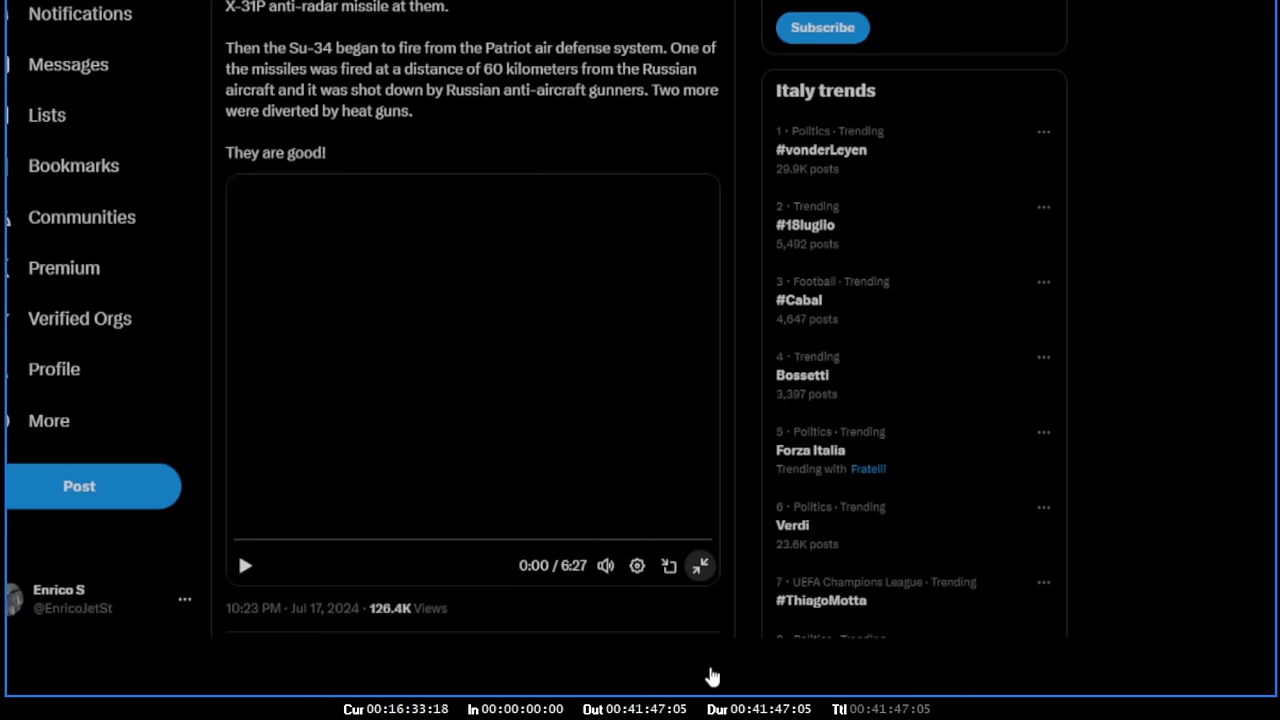 Notifications
Messages
Lists
Bookmarks
Communities
Premium
Verified Orgs
Profile
More
Post
Enrico S
@EnricoJetSt
X-31P anti-radar missile at them.
Then the Su-34 began to fire from the Patriot air defense system. One of
the missiles was fired at a distance of 60 kilometers from the Russian
aircraft and it was shot down by Russian anti-aircraft gunners. Two more
were diverted by heat guns.
They are good!
0:00 / 6:27
10:23 PM · Jul 17, 2024 · 126.4K Views
Subscribe
Italy trends
1 · Politics · Trending
#vonderLeyen
29.9K posts
2 · Trending
#18luglio
5,492 posts
3 · Football · Trending
#Cabal
4,647 posts
4 · Trending
Bossetti
3,397 posts
5 · Politics · Trending
Forza Italia
Trending with Fratelli
6 · Politics · Trending
Verdi
23.6K posts
7 · UEFA Champions League · Trending
#ThiagoMotta
Cur 00:16:33:18 In 00:00:00:00 Out 00:41:47:05 Dur 00:41:47:05 Ttl 00:41:47:05